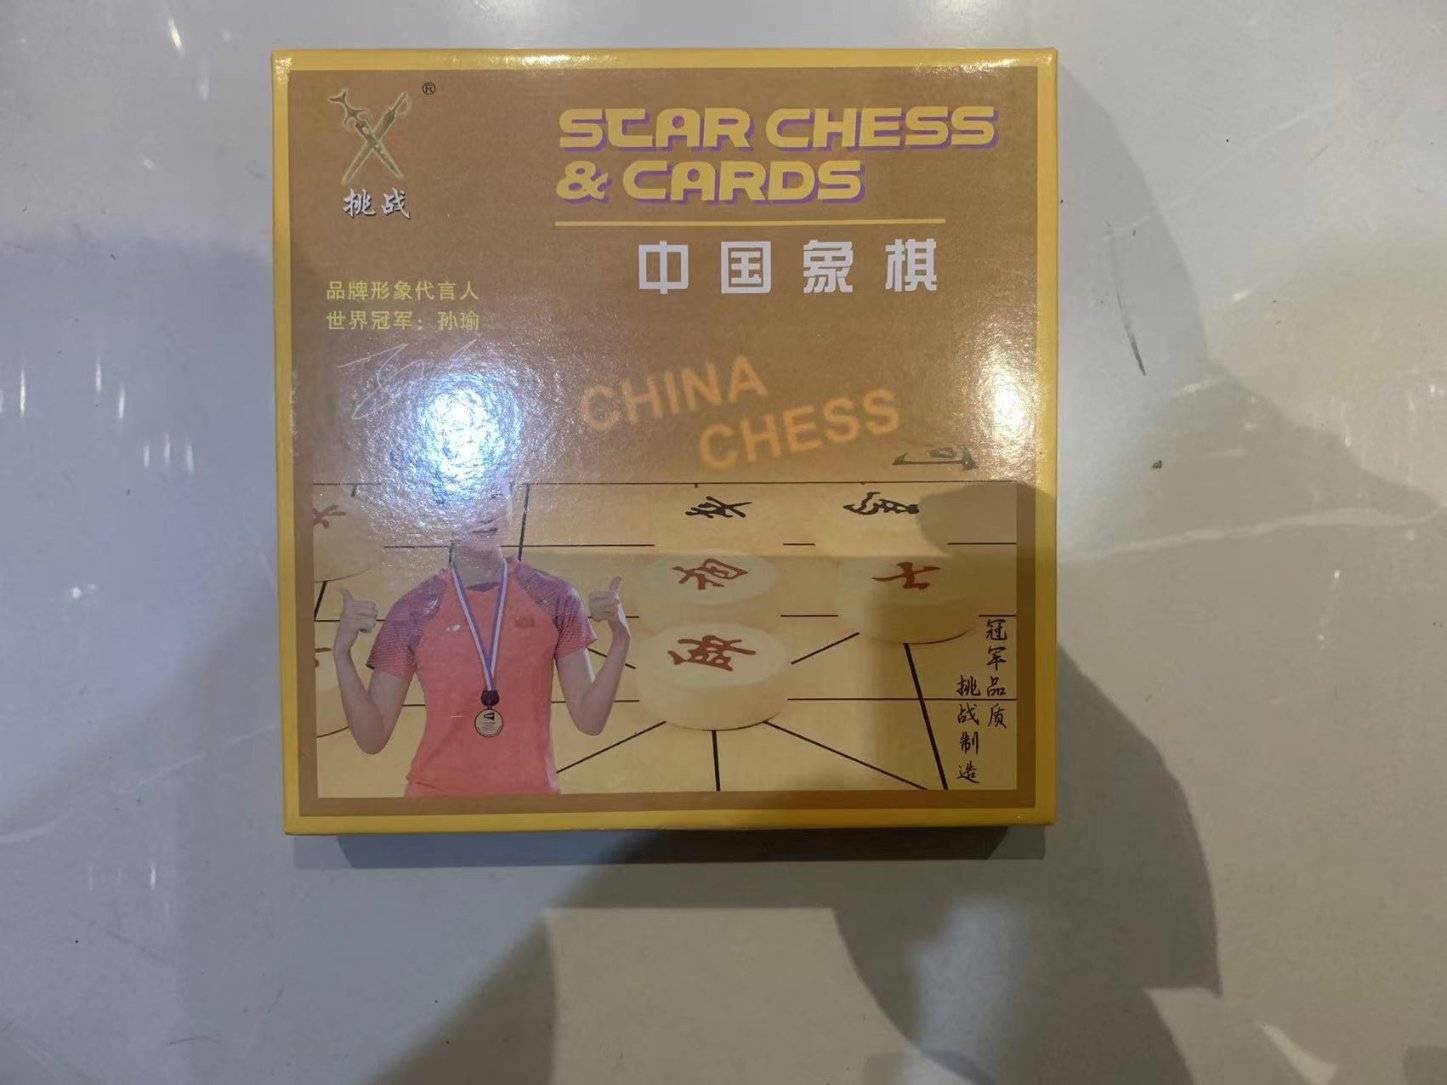 ®
挑战
STAR CHESS
& CARDS
中国象棋
品牌形象代言人
世界冠军：孙瑜
CHINA
CHESS
冠军品质
挑战制造